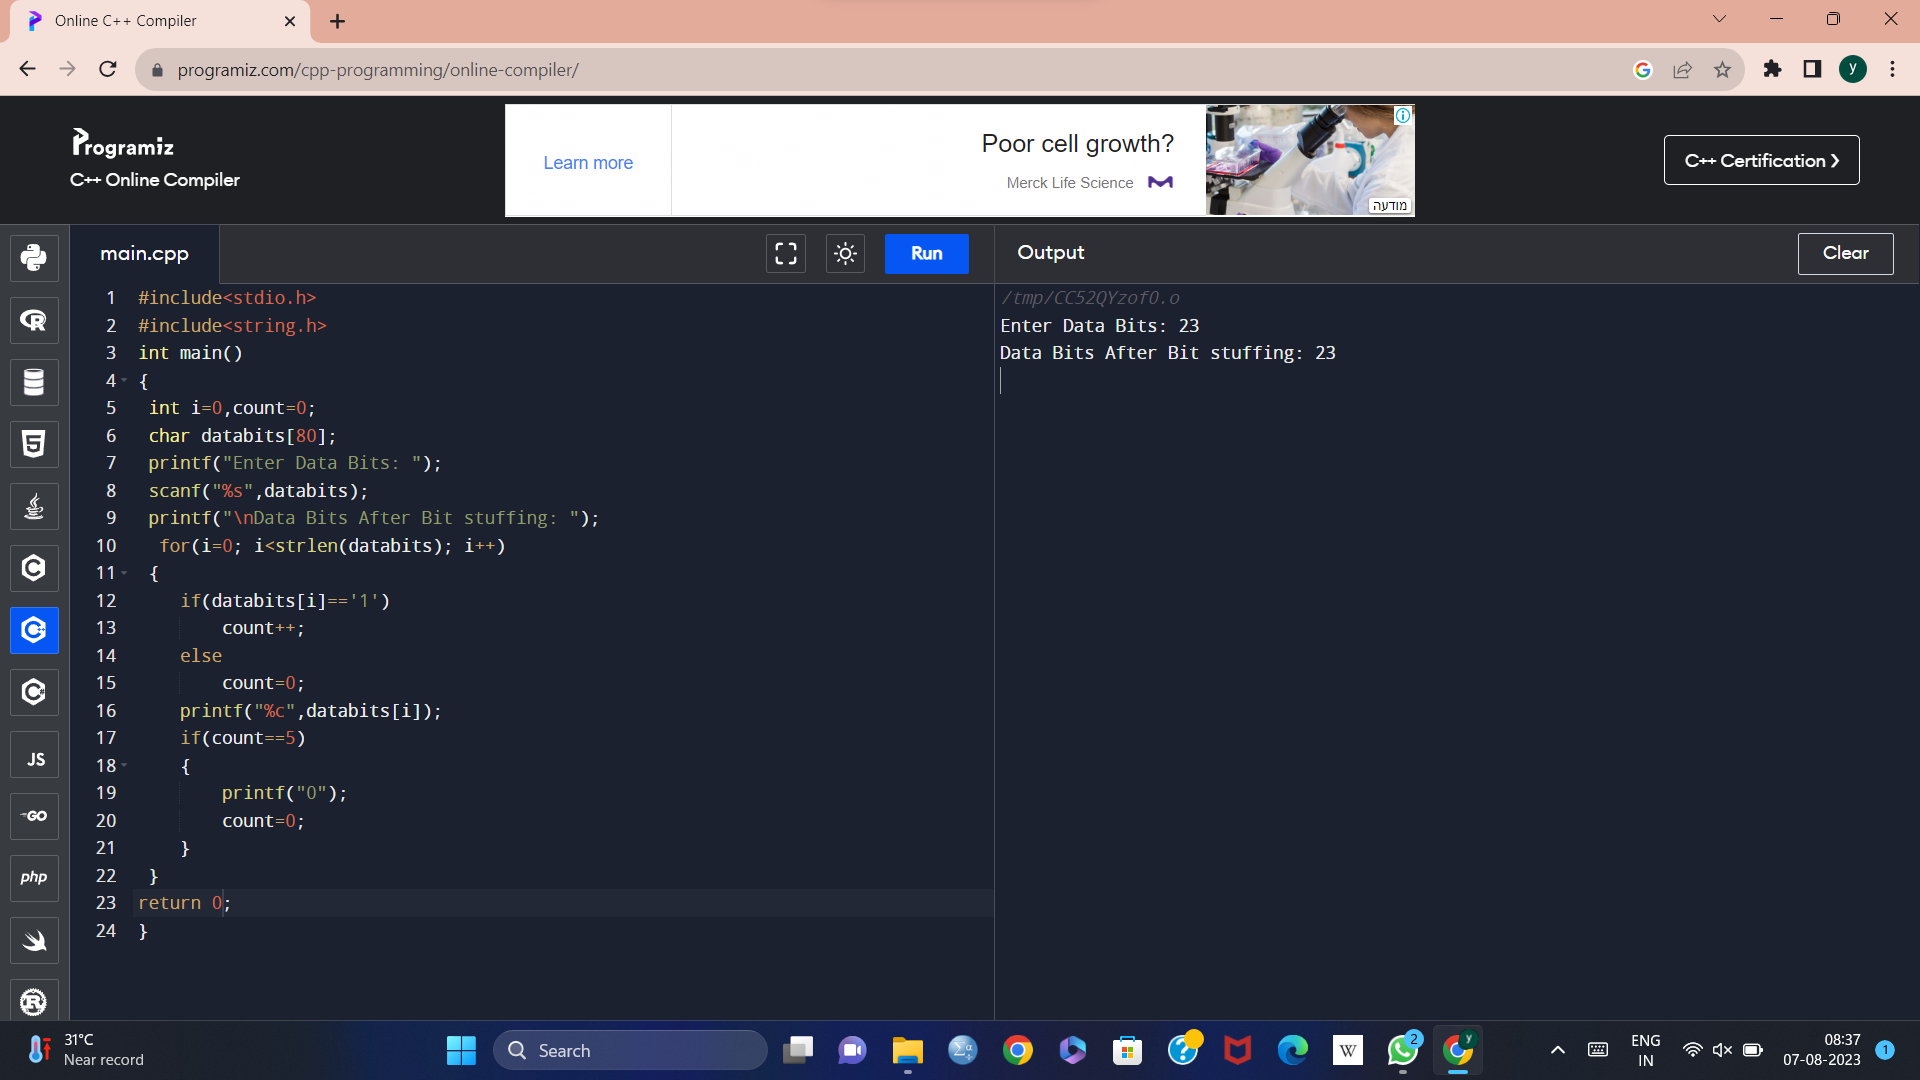 Online C++ Compiler
programiz.com/cpp-programming/online-compiler/
y
Programiz
C++ Online Compiler
Learn more
Poor cell growth?
Merck Life Science
מודעה
C++ Certification ❯
main.cpp
Run
Output
Clear
1 #include<stdio.h>
2 #include<string.h>
3 int main()
4 {
5 int i=0,count=0;
6 char databits[80];
7 printf("Enter Data Bits: ");
8 scanf("%s",databits);
9 printf("\nData Bits After Bit stuffing: ");
10 for(i=0; i<strlen(databits); i++)
11 {
12 if(databits[i]=='1')
13 count++;
14 else
15 count=0;
16 printf("%c",databits[i]);
17 if(count==5)
18 {
19 printf("0");
20 count=0;
21 }
22 }
23 return 0;
24 }
/tmp/CC52QYzofO.o
Enter Data Bits: 23
Data Bits After Bit stuffing: 23
JS
GO
php
31°C
Near record
Search
W
2
y
ENG
IN
08:37
07-08-2023
1